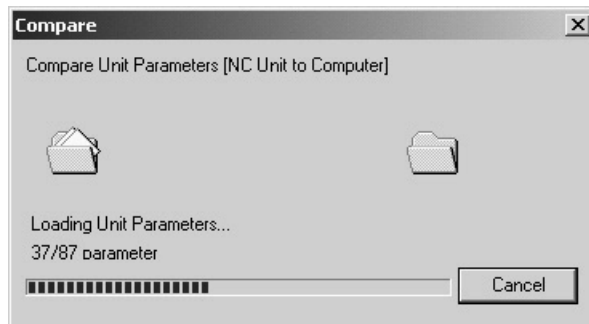 Compare
Compare Unit Parameters [NC Unit to Computer]
Loading Unit Parameters...
37/87 parameter
Cancel